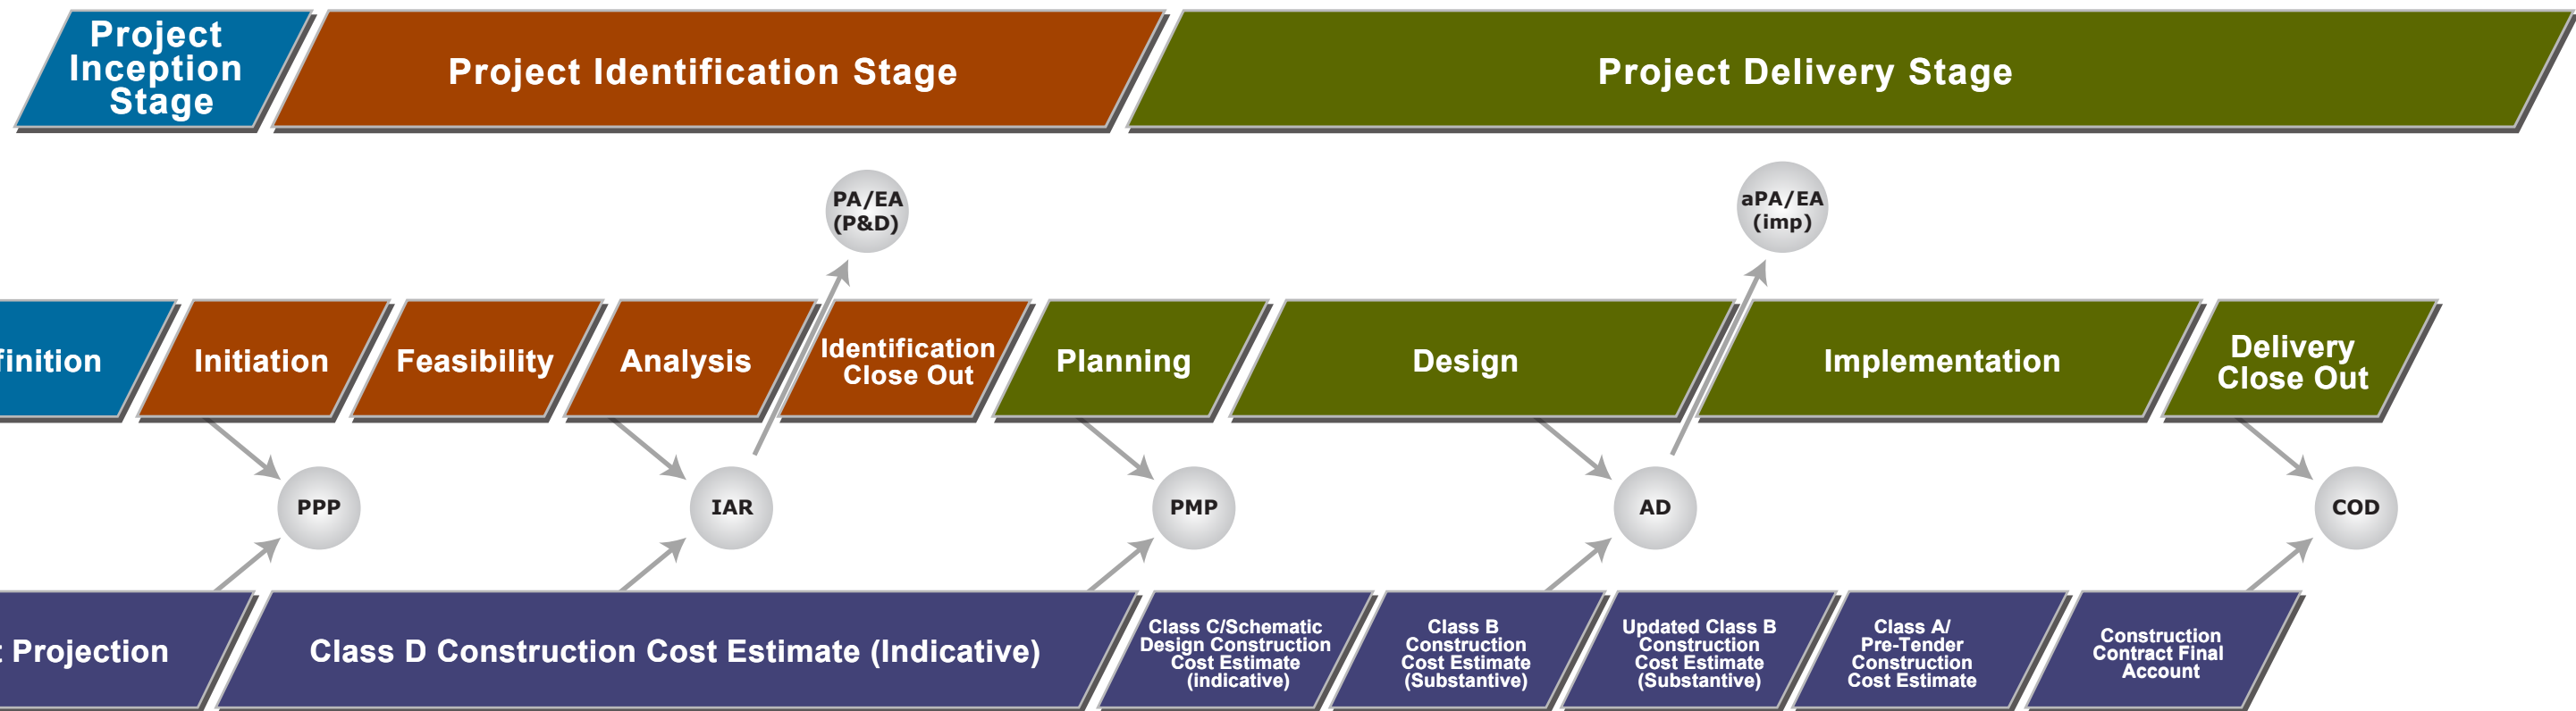 Project
Inception
Stage
Project Identification Stage
Project Delivery Stage
PA/EA
(P&D)
aPA/EA
(imp)
finition
Initiation
Feasibility
Analysis
Identification
Close Out
Planning
Design
Implementation
Delivery
Close Out
PPP
IAR
PMP
AD
COD
t Projection
Class D Construction Cost Estimate (Indicative)
Class C/Schematic
Design Construction
Cost Estimate
(indicative)
Class B
Construction
Cost Estimate
(Substantive)
Updated Class B
Construction
Cost Estimate
(Substantive)
Class A/
Pre-Tender
Construction
Cost Estimate
Construction
Contract Final
Account